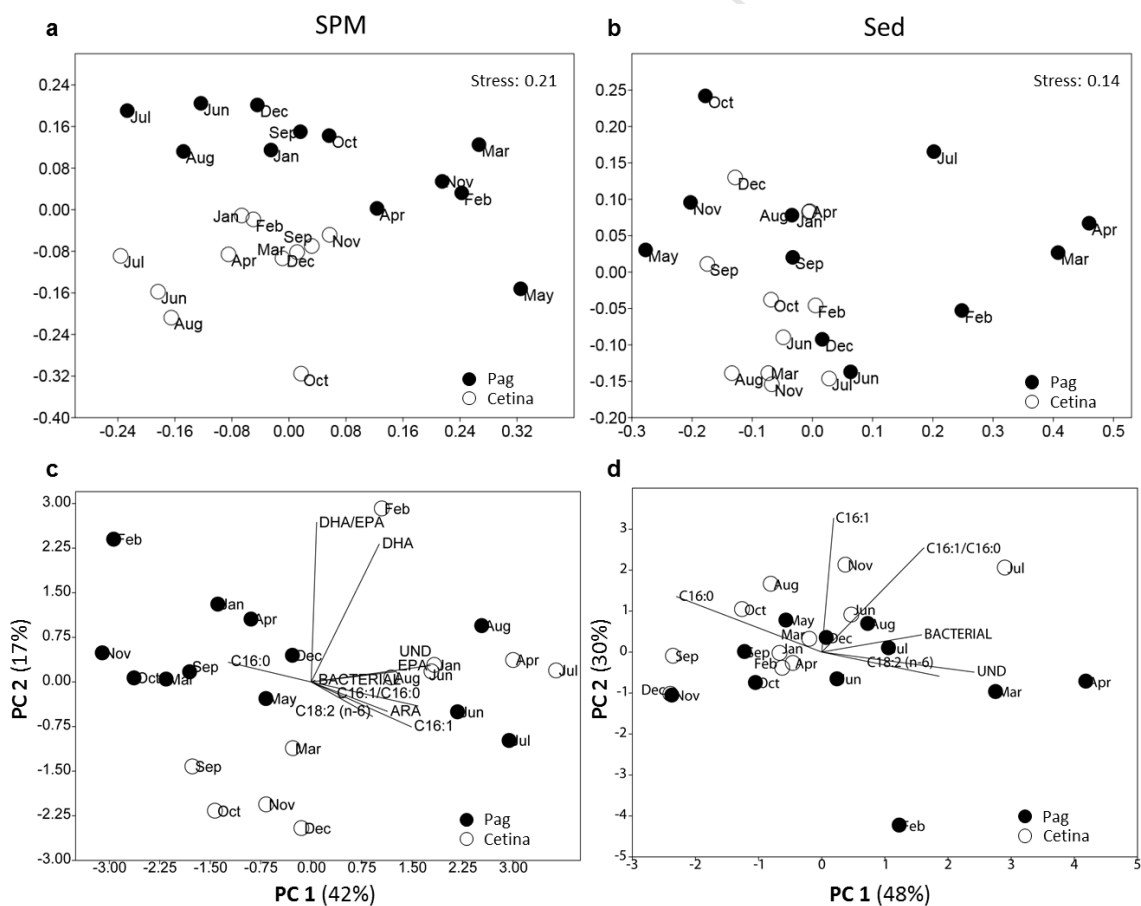 a
SPM
Stress: 0.21
0.24
0.16
0.08
0.00
-0.08
-0.16
-0.24
-0.32
-0.40
Jul
Jun
Dec
Sep
Oct
Aug
Jan
Mar
Nov
Feb
Apr
Jan
Feb
Sep
Nov
Mar
Dec
Apr
Jul
Jun
Aug
May
Oct
Pag
Cetina
-0.24
-0.16
-0.08
0.00
0.08
0.16
0.24
0.32
b
Sed
Stress: 0.14
0.25
0.20
0.15
0.10
0.05
0.00
-0.05
-0.10
-0.15
-0.20
Oct
Jul
Dec
Nov
Aug
Jan
Apr
Apr
Mar
May
Sep
Sep
Oct
Feb
Feb
Jun
Dec
Aug
Mar
Nov
Jul
Jun
Pag
Cetina
-0.3
-0.2
-0.1
0.0
0.1
0.2
0.3
0.4
0.5
c
PC 2 (17%)
3.00
2.25
1.50
0.75
0.00
-0.75
-1.50
-2.25
-3.00
Feb
DHA/EPA
DHA
Feb
Jan
Apr
Aug
Nov
Dec
UND
Sep
C16:0
EPA
Jan
Apr
Jul
Oct
Mar
BACTERIAL
Aug
Jun
May
C16:1/C16:0
C18:2 (n-6)
ARA
C16:1
Jun
Jul
Mar
Sep
Oct
Nov
Dec
Pag
Cetina
-3.00
-2.25
-1.50
-0.75
0.00
0.75
1.50
2.25
PC 1 (42%)
d
PC 2 (30%)
3
2
1
0
-1
-2
-3
-4
-5
C16:1
C16:1/C16:0
Nov
Jul
Aug
C16:0
Oct
Jun
May
Aug
Mar
Dec
BACTERIAL
Sep
Sep
Jan
Jul
Feb
Apr
C18:2 (n-6)
UND
Oct
Jun
Dec
Nov
Mar
Apr
Feb
Pag
Cetina
-3
-2
-1
0
1
2
3
4
5
PC 1 (48%)